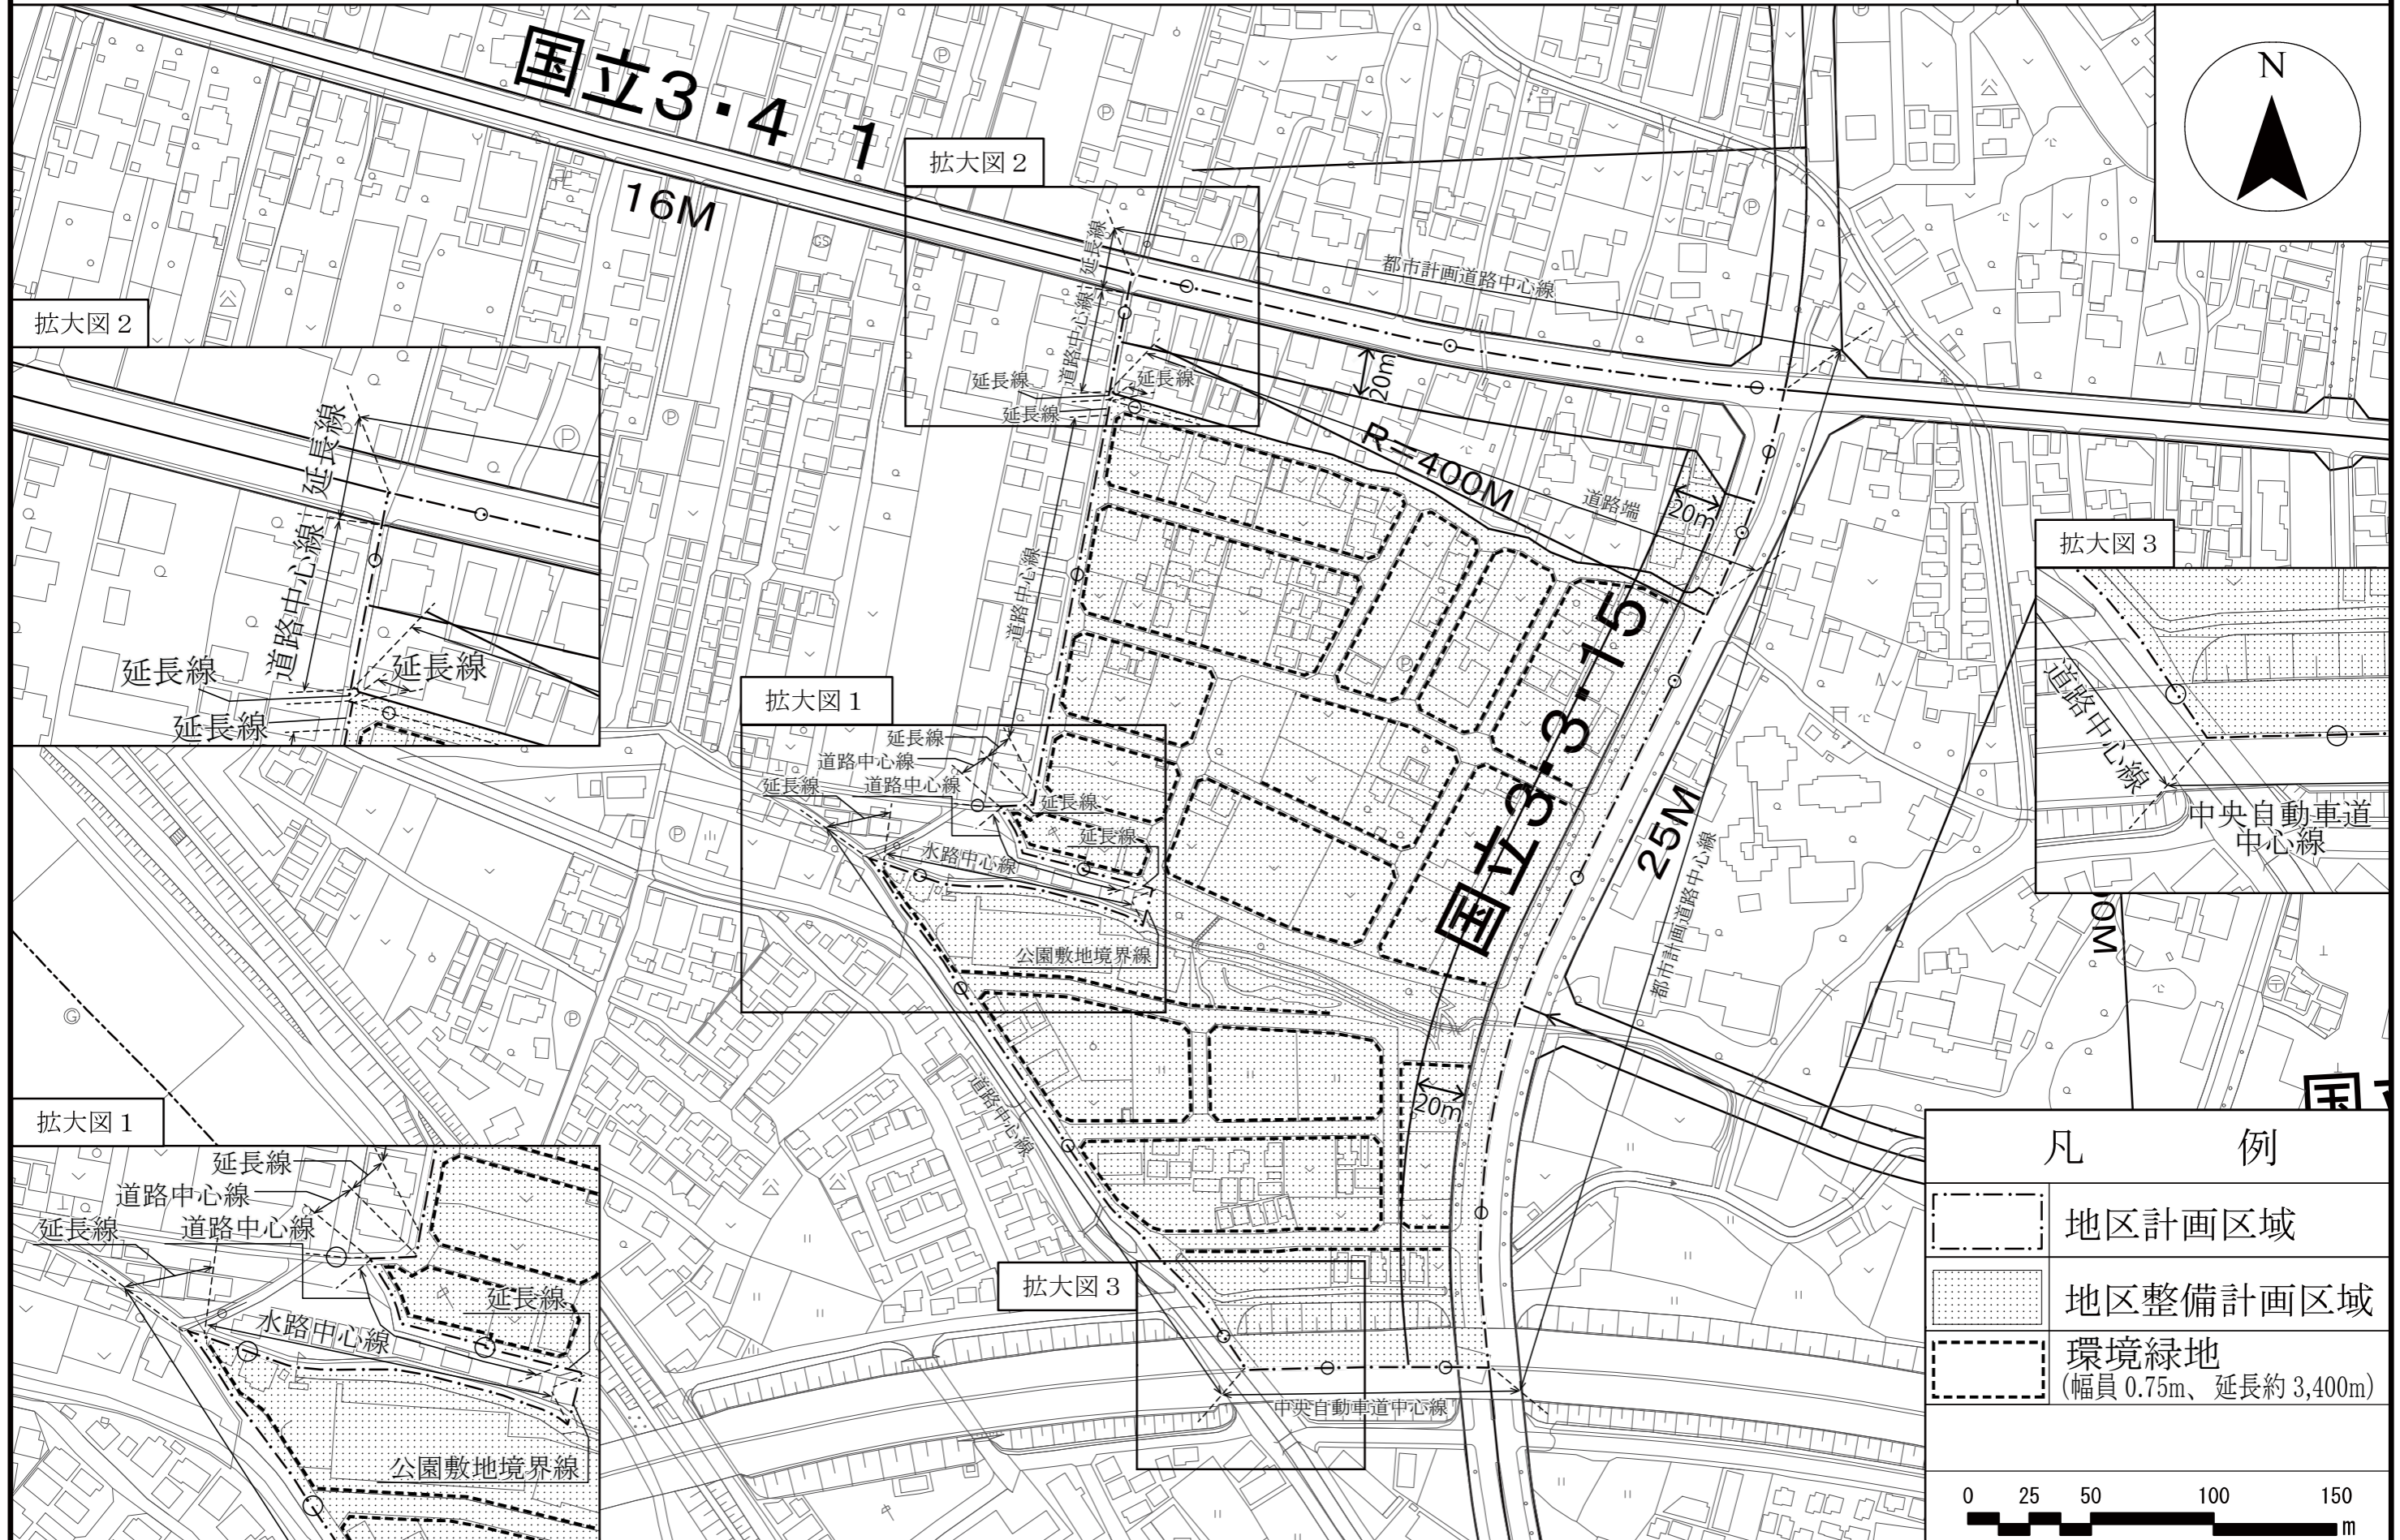 国立3・4 1
16M
N
拡大図2
延長線
都市計画道路中心線
道路中心線
延長線
延長線
延長線
20m
R=400M
道路端
20m
拡大図2
延長線
道路中心線
延長線
延長線
延長線
拡大図3
道路中心線
中央自動車道
中心線
国立3・3・15
25M
都市計画道路中心線
道路中心線
拡大図1
延長線
道路中心線
延長線
道路中心線
延長線
延長線
水路中心線
公園敷地境界線
道路中心線
20m
拡大図1
延長線
道路中心線
延長線
道路中心線
延長線
水路中心線
公園敷地境界線
拡大図3
中央自動車道中心線
0M
国
凡 例
地区計画区域
地区整備計画区域
環境緑地
(幅員 0.75m、 延長約 3,400m)
0 25 50 100 150
m